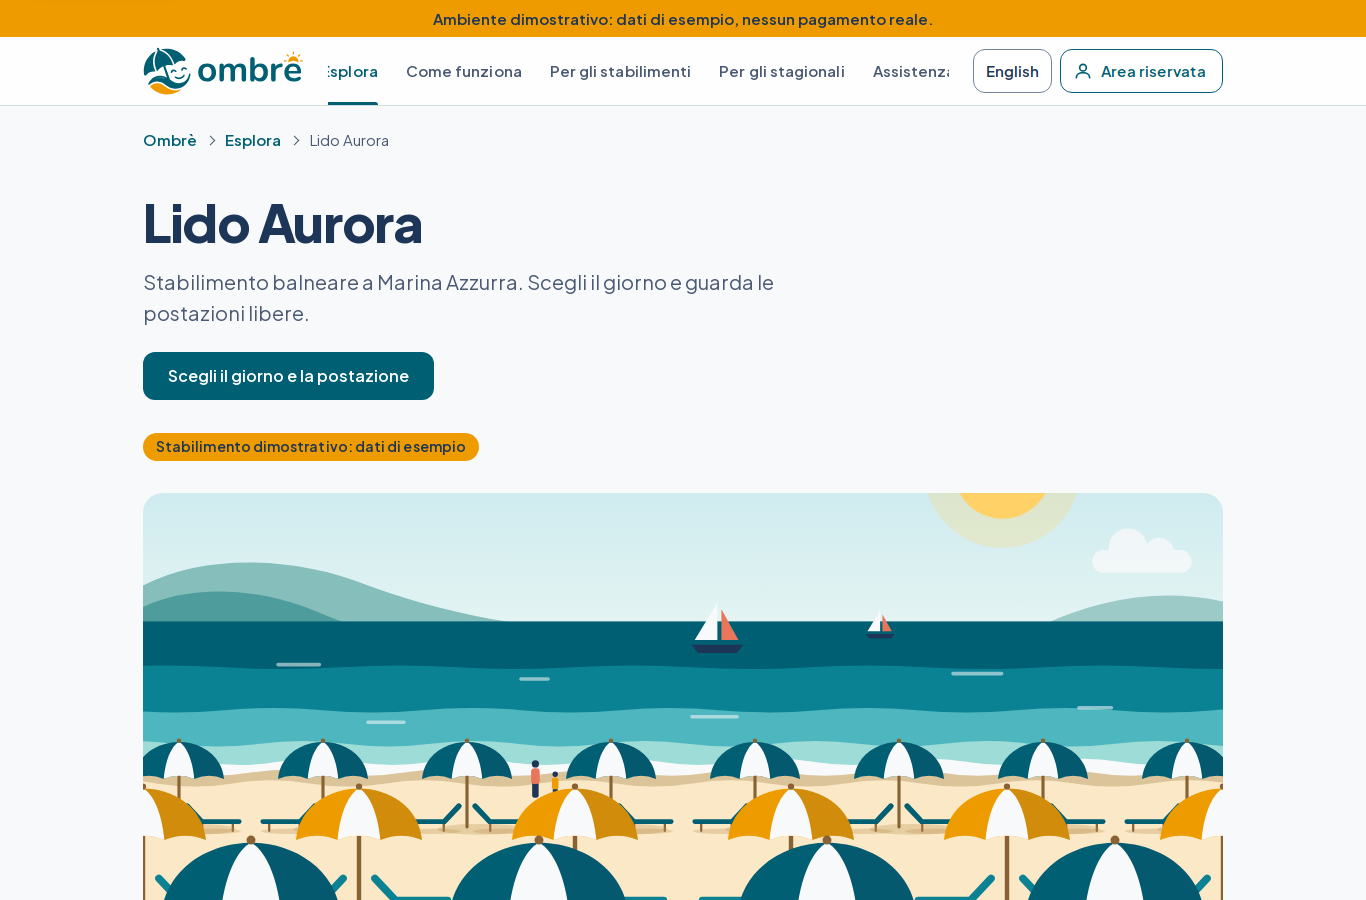 Ambiente dimostrativo: dati di esempio, nessun pagamento reale.
ombrè
Esplora
Come funziona
Per gli stabilimenti
Per gli stagionali
Assistenza
English
Area riservata
Ombrè
Esplora
Lido Aurora
Lido Aurora
Stabilimento balneare a Marina Azzurra. Scegli il giorno e guarda le
postazioni libere.
Scegli il giorno e la postazione
Stabilimento dimostrativo: dati di esempio